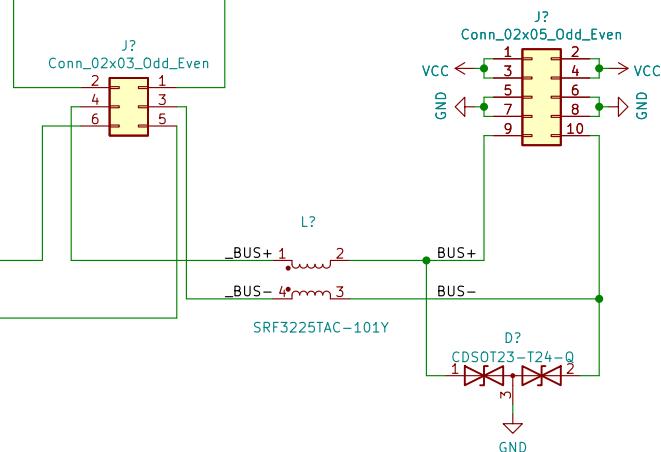 J?
Conn_02x05_Odd_Even
J?
Conn_02x03_Odd_Even
1 2
VCC 3 4 VCC
2 1
4 3
6 5
GND 5 6 GND
7 8
9 10
L?
_BUS+ 1 2 BUS+
_BUS- 4 3 BUS-
SRF3225TAC-101Y
D?
CDSOT23-T24-Q
1 2
3
GND